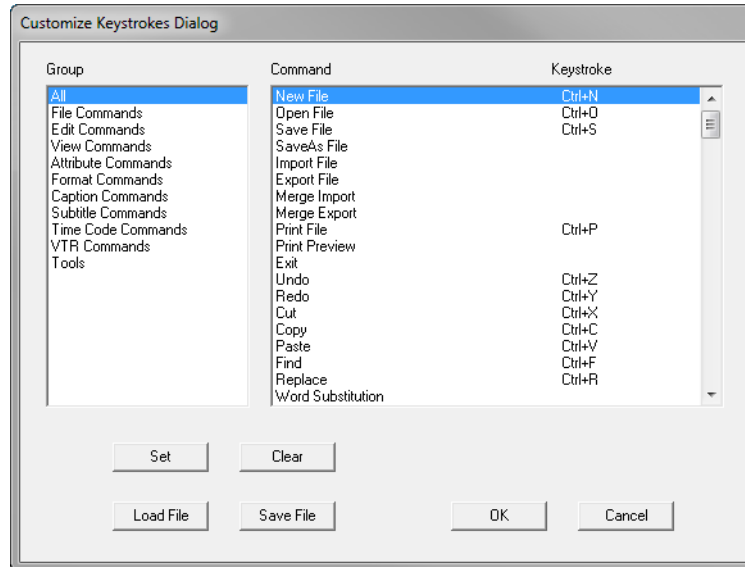 Customize Keystrokes Dialog
Group Command Keystroke
All
File Commands
Edit Commands
View Commands
Attribute Commands
Format Commands
Caption Commands
Subtitle Commands
Time Code Commands
VTR Commands
Tools
New File Ctrl+N
Open File Ctrl+O
Save File Ctrl+S
SaveAs File
Import File
Export File
Merge Import
Merge Export
Print File Ctrl+P
Print Preview
Exit
Undo Ctrl+Z
Redo Ctrl+Y
Cut Ctrl+X
Copy Ctrl+C
Paste Ctrl+V
Find Ctrl+F
Replace Ctrl+R
Word Substitution
Set Clear
Load File Save File OK Cancel